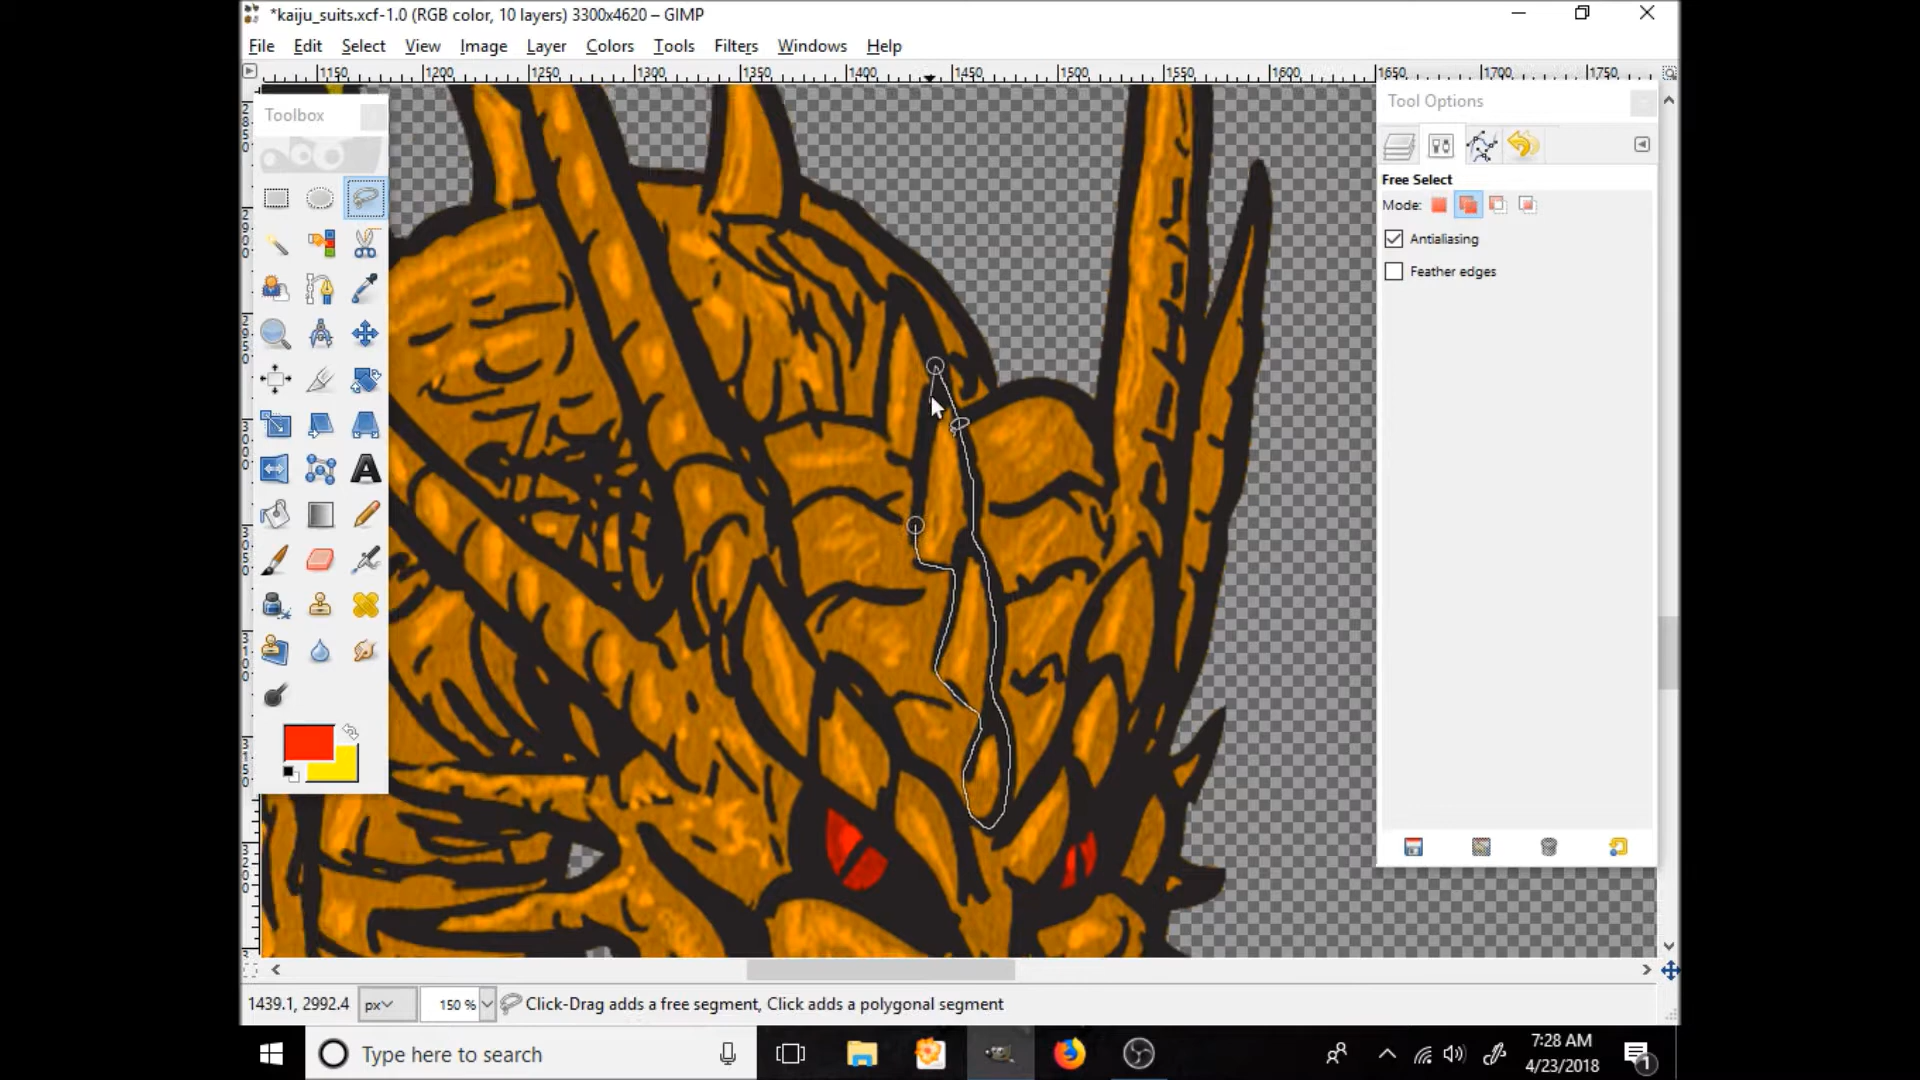 *kaiju_suits.xcf-1.0 (RGB color, 10 layers) 3300x4620 – GIMP
File Edit Select View Image Layer Colors Tools Filters Windows Help
1150 1200 1250 1300 1350 1400 1450 1500 1550 1600 1650 1700 1750
Toolbox
Tool Options
Free Select
Mode:
Antialiasing
Feather edges
1439.1, 2992.4 px 150 % Click-Drag adds a free segment, Click adds a polygonal segment
Type here to search
7:28 AM
4/23/2018
1